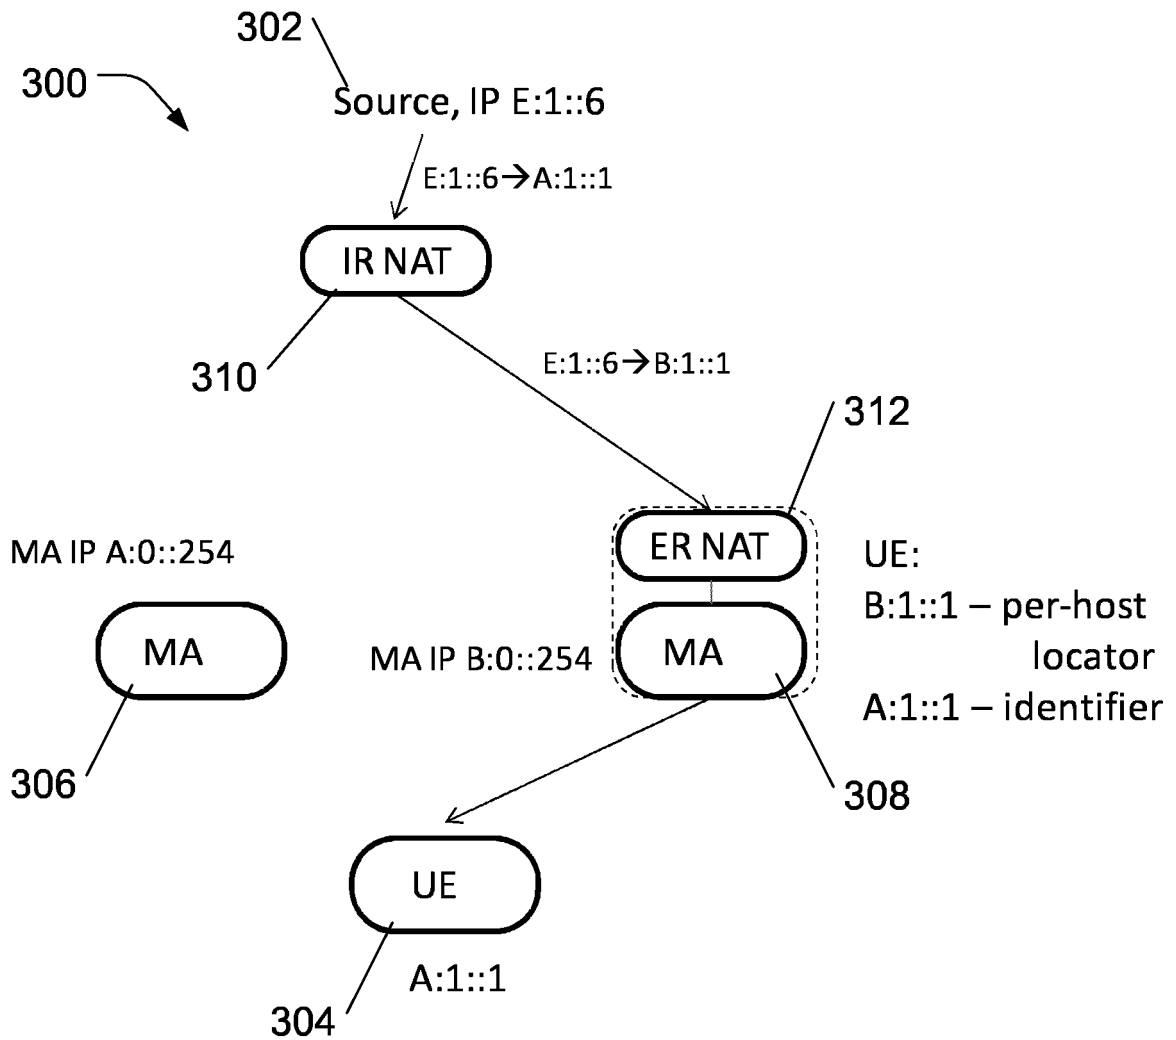 302
300
Source, IP E:1::6
E:1::6→A:1::1
IR NAT
310
E:1::6→B:1::1
312
MA IP A:0::254
ER NAT
UE:
B:1::1 – per-host
locator
A:1::1 – identifier
MA
MA IP B:0::254
MA
306
308
UE
A:1::1
304